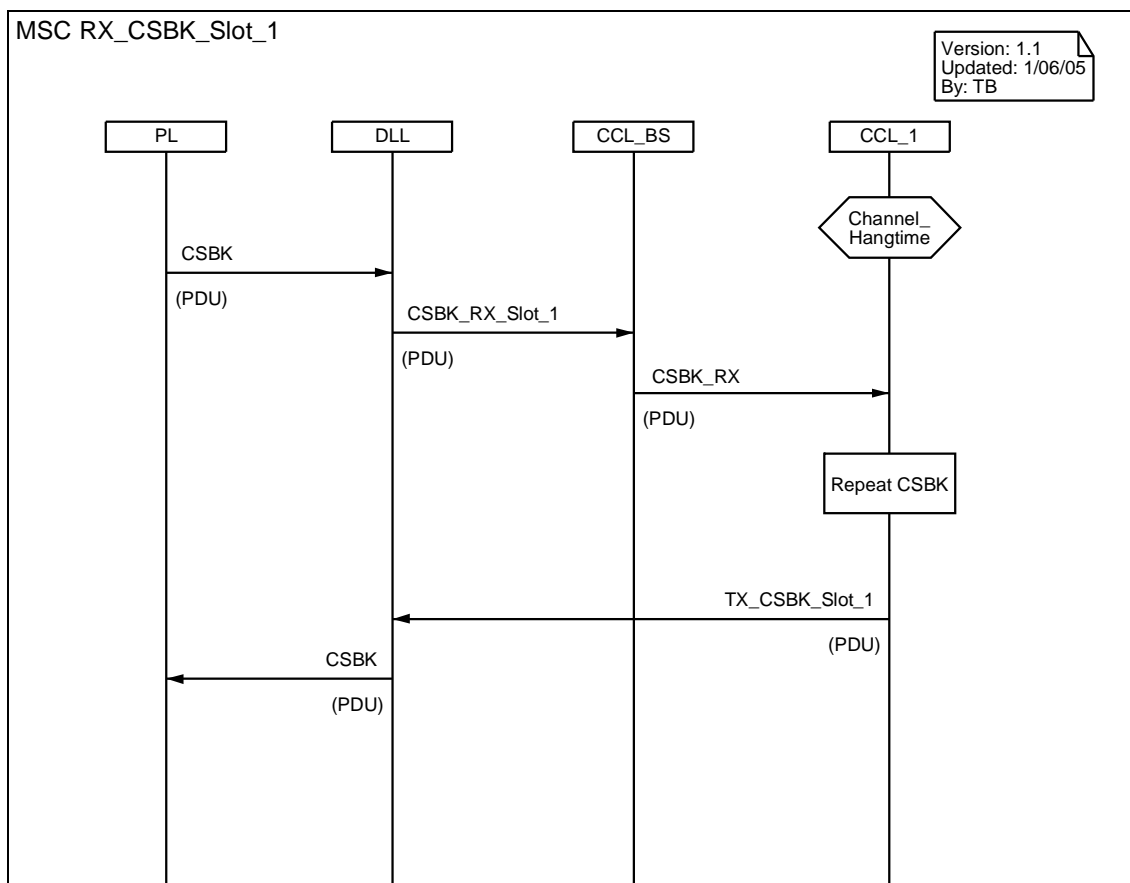 MSC RX_CSBK_Slot_1
Version: 1.1
Updated: 1/06/05
By: TB
PL
DLL
CCL_BS
CCL_1
Channel_
Hangtime
CSBK
(PDU)
CSBK_RX_Slot_1
(PDU)
CSBK_RX
(PDU)
Repeat CSBK
TX_CSBK_Slot_1
(PDU)
CSBK
(PDU)